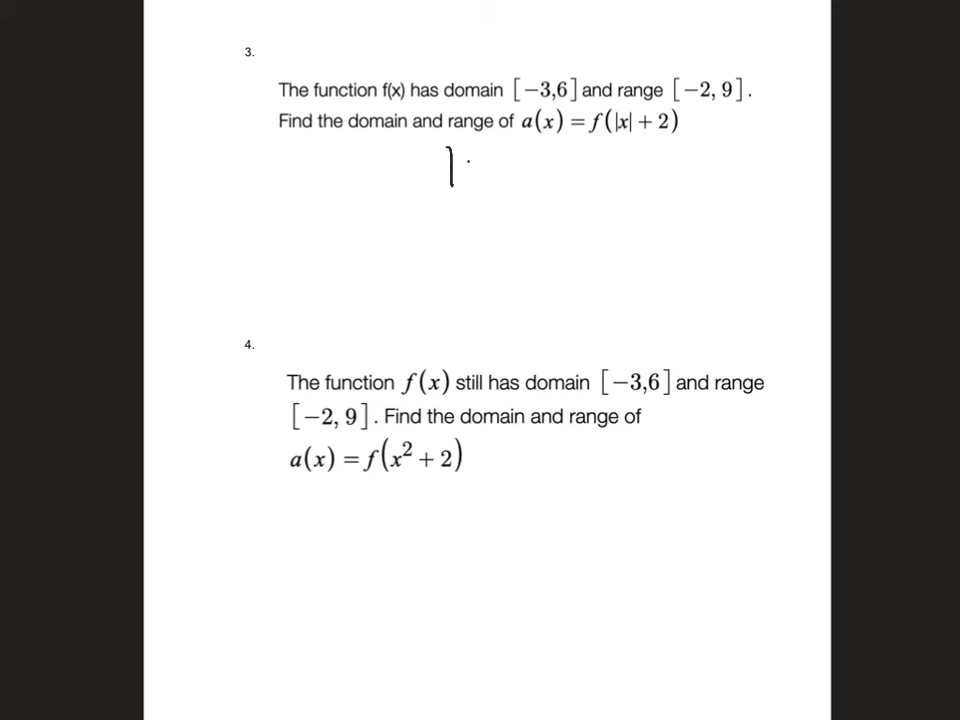 3.
The function f(x) has domain [−3,6] and range [−2, 9].
Find the domain and range of a(x) = f(|x| + 2)
4.
The function f(x) still has domain [−3,6] and range
[−2, 9]. Find the domain and range of
a(x) = f(x² + 2)